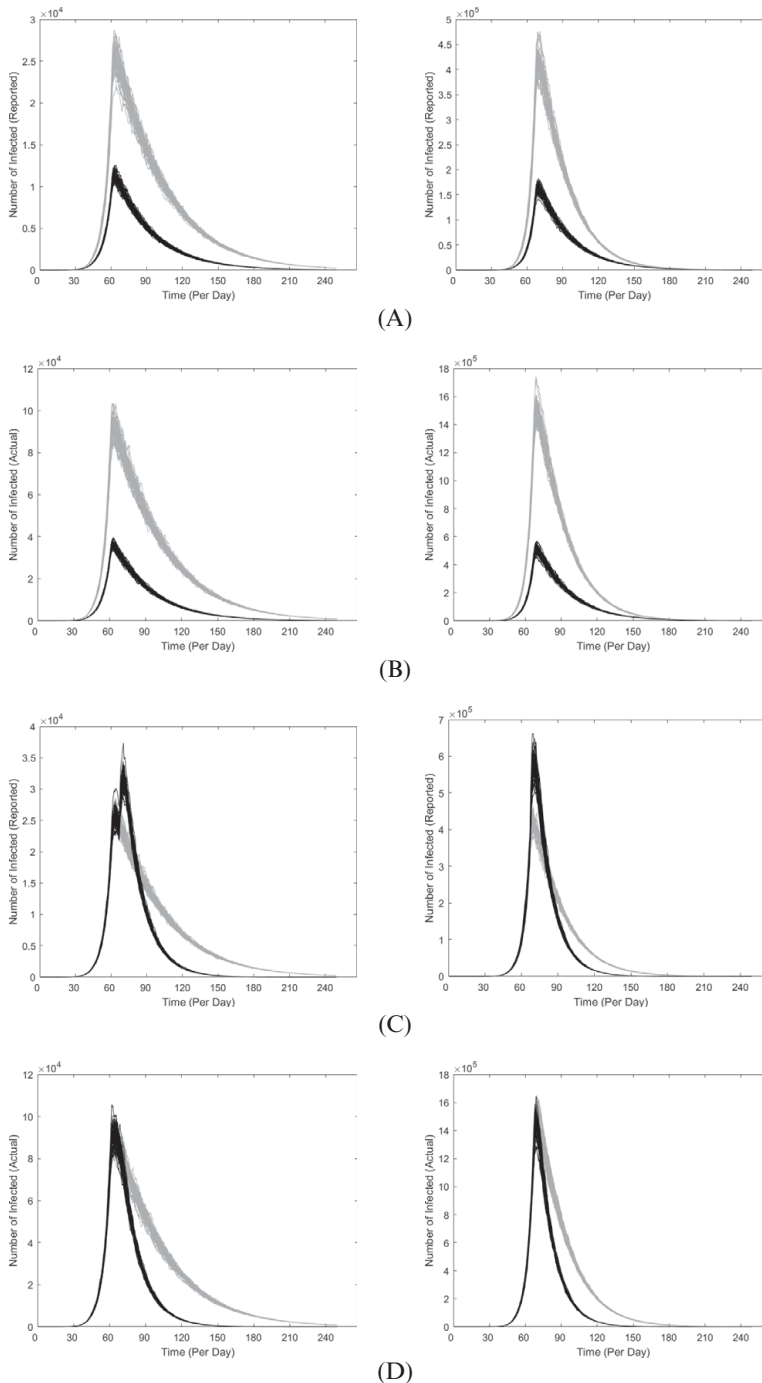 ×10⁴
3
2.5
2
1.5
1
0.5
0
Number of Infected (Reported)
0 30 60 90 120 150 180 210 240
Time (Per Day)
×10⁵
5
4.5
4
3.5
3
2.5
2
1.5
1
0.5
0
Number of Infected (Reported)
0 30 60 90 120 150 180 210 240
Time (Per Day)
(A)
×10⁴
12
10
8
6
4
2
0
Number of Infected (Actual)
0 30 60 90 120 150 180 210 240
Time (Per Day)
×10⁵
18
16
14
12
10
8
6
4
2
0
Number of Infected (Actual)
0 30 60 90 120 150 180 210 240
Time (Per Day)
(B)
×10⁴
4
3.5
3
2.5
2
1.5
1
0.5
0
Number of Infected (Reported)
0 30 60 90 120 150 180 210 240
Time (Per Day)
×10⁵
7
6
5
4
3
2
1
0
Number of Infected (Reported)
0 30 60 90 120 150 180 210 240
Time (Per Day)
(C)
×10⁴
12
10
8
6
4
2
0
Number of Infected (Actual)
0 30 60 90 120 150 180 210 240
Time (Per Day)
×10⁵
18
16
14
12
10
8
6
4
2
0
Number of Infected (Actual)
0 30 60 90 120 150 180 210 240
Time (Per Day)
(D)